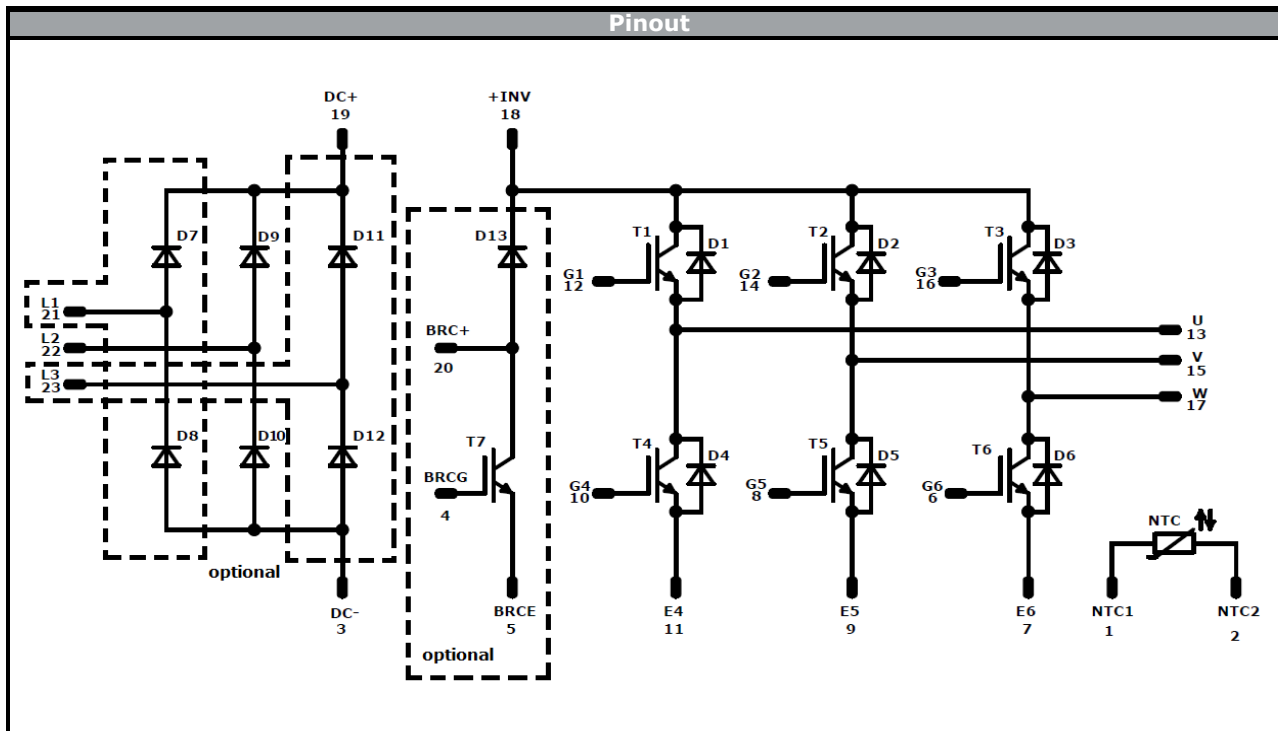 Pinout
DC+
19
+INV
18
D7
D9
D11
D13
T1
D1
T2
D2
T3
D3
G1
12
G2
14
G3
16
L1
21
L2
22
L3
23
BRC+
20
U
13
V
15
W
17
D8
D10
D12
T7
T4
D4
T5
D5
T6
D6
BRCG
4
G4
10
G5
8
G6
6
NTC
optional
DC-
3
BRCE
5
E4
11
E5
9
E6
7
NTC1
1
NTC2
2
optional